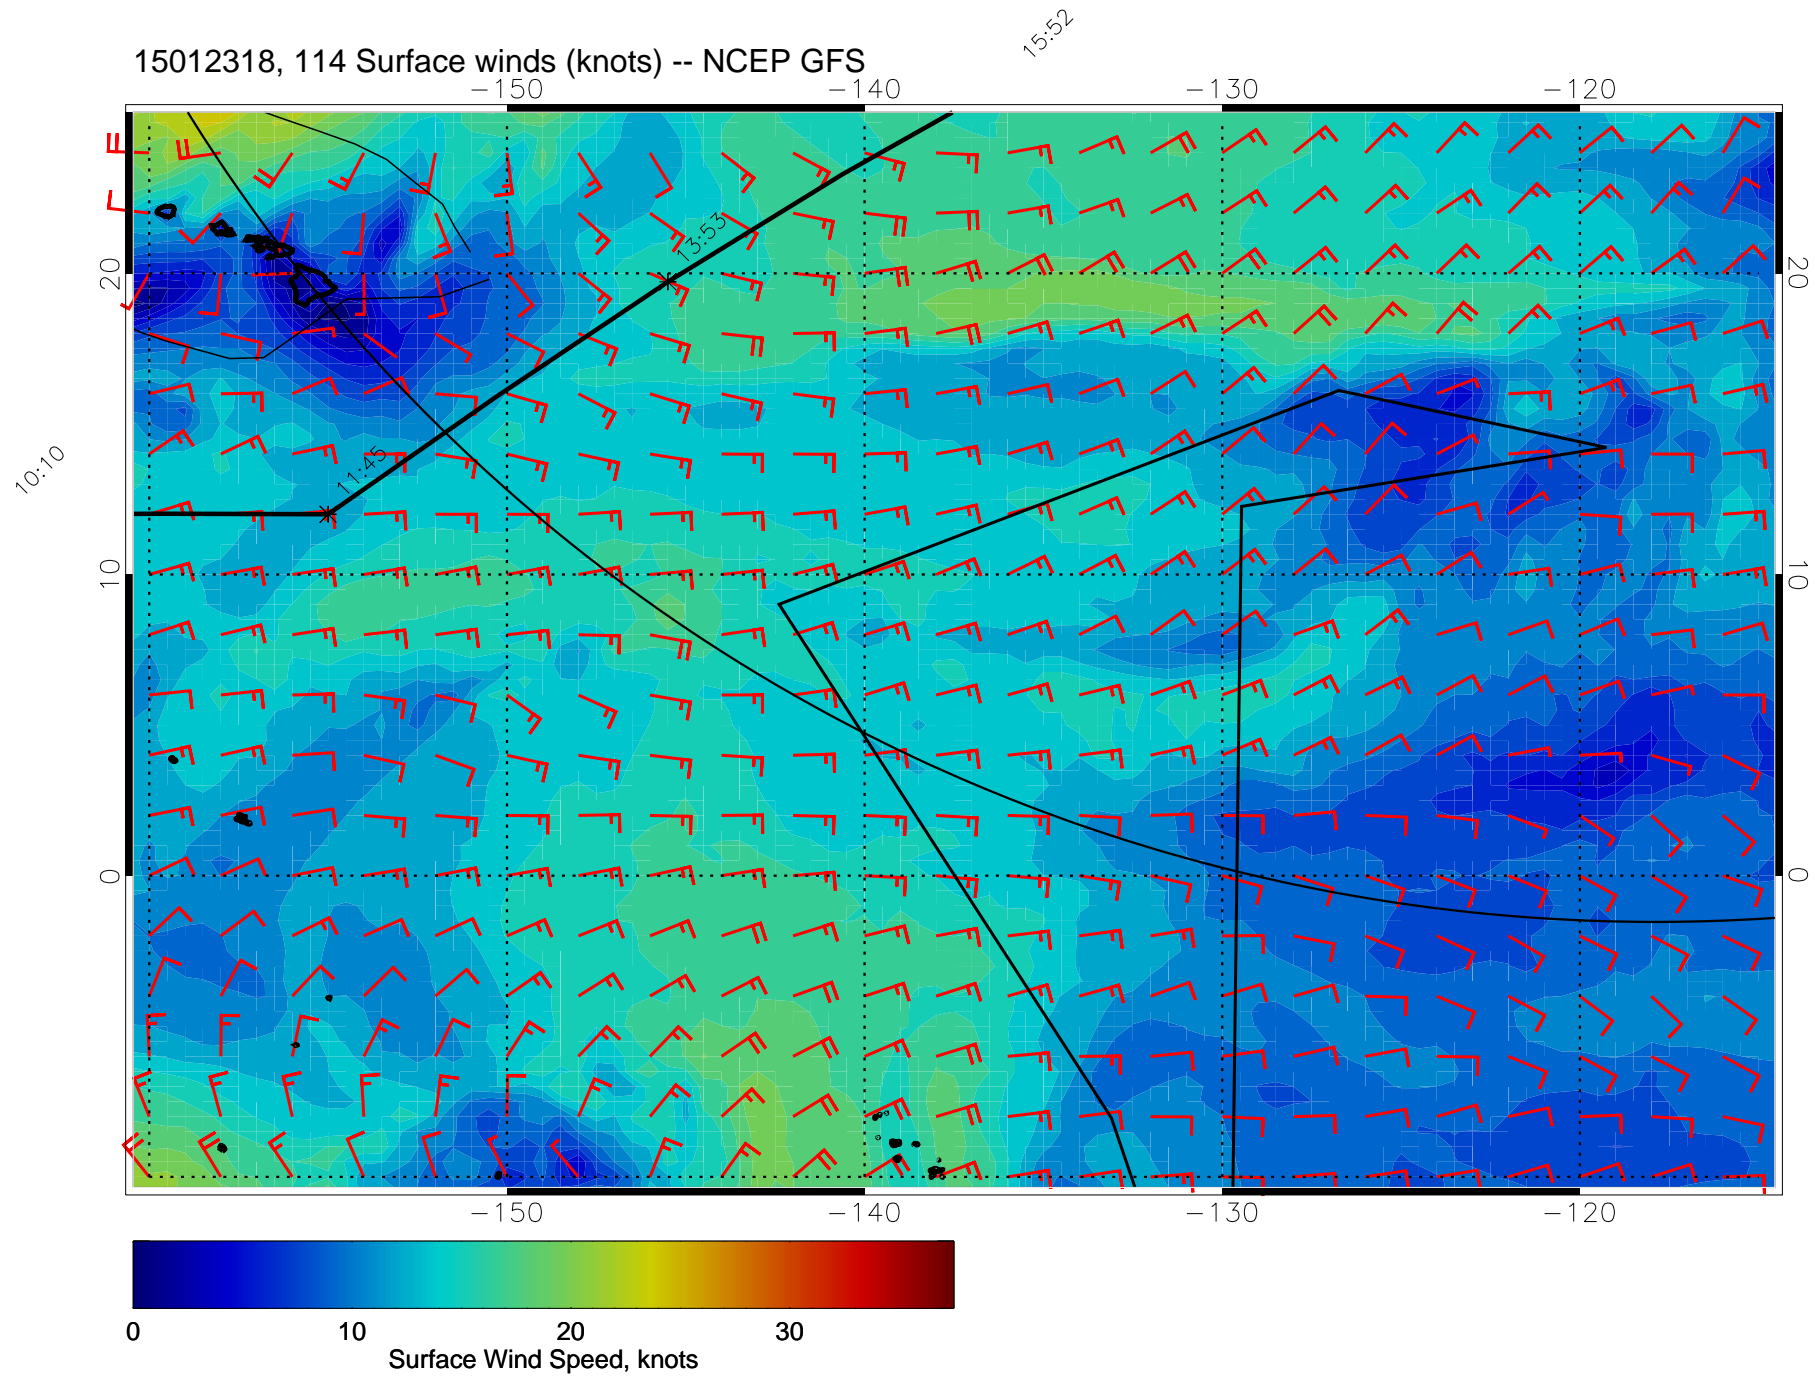 15:52
15012318, 114 Surface winds (knots) -- NCEP GFS
-150 -140 -130 -120
13:53
20 20
11:45
10:10
10 10
0 0
-150 -140 -130 -120
0 10 20 30
Surface Wind Speed, knots